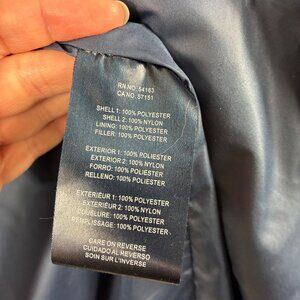 RN NO. 54163
CA NO. 57151
SHELL 1: 100% POLYESTER
SHELL 2: 100% NYLON
LINING: 100% POLYESTER
FILLER: 100% POLYESTER
EXTERIOR 1: 100% POLIESTER
EXTERIOR 2: 100% NYLON
FORRO: 100% POLIESTER
RELLENO: 100% POLIESTER
EXTÉRIEUR 1: 100% POLYESTER
EXTÉRIEUR 2: 100% NYLON
DOUBLURE: 100% POLYESTER
REMPLISSAGE: 100% POLYESTER
CARE ON REVERSE
CUIDADO AL REVERSO
SOIN SUR L'INVERSE